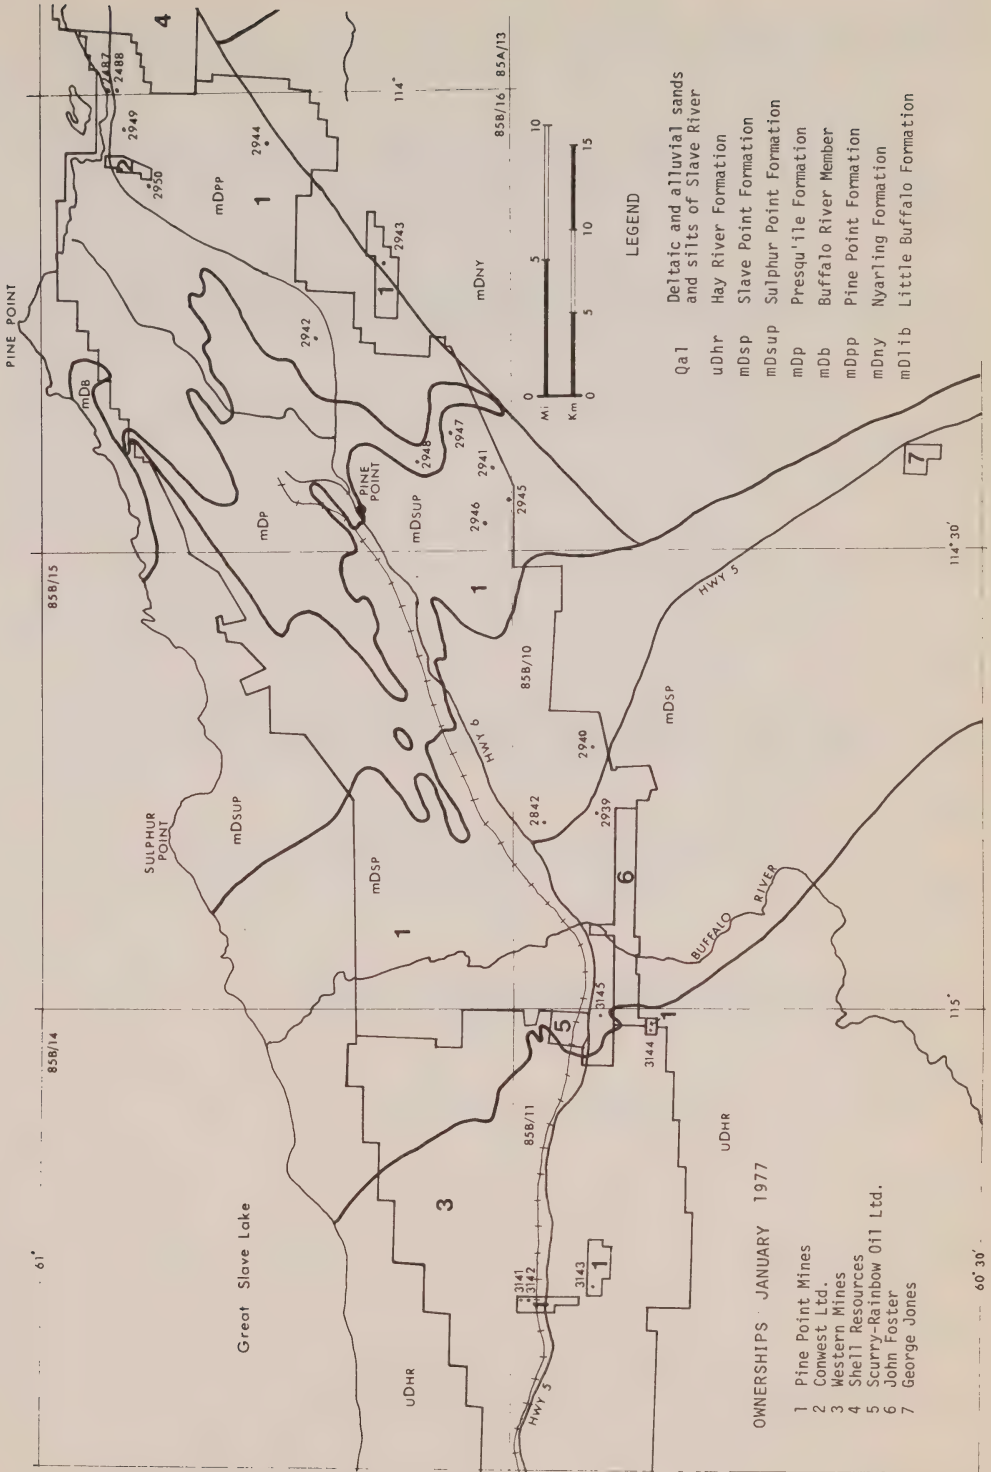 61°
85B/14
85B/15
PINE POINT
Great Slave Lake
SULPHUR
POINT
mDSUP
mDB
mDP
mDPP
4
2487
2488
2949
2
2950
2944
1
114°
uDHR
3
mDSP
1
2942
1
2943
PINE
POINT
mDSUP
2948
2947
2941
2946
2945
1
mDNY
85B/16
85A/13
HWY 6
85B/10
85B/11
2842
2940
2939
HWY 5
3141
3142
1
3143
1
HWY 5
5
3145
6
3144
1
BUFFALO RIVER
mDSP
HWY 5
7
uDHR
115°
114° 30'
60° 30'
Mi
0
5
10
Km
0
5
10
15
LEGEND
Qal Deltaic and alluvial sands
and silts of Slave River
uDhr Hay River Formation
mDsp Slave Point Formation
mDsup Sulphur Point Formation
mDp Presqu'ile Formation
mDb Buffalo River Member
mDpp Pine Point Formation
mDny Nyarling Formation
mDlib Little Buffalo Formation
OWNERSHIPS JANUARY 1977
1 Pine Point Mines
2 Conwest Ltd.
3 Western Mines
4 Shell Resources
5 Scurry-Rainbow Oil Ltd.
6 John Foster
7 George Jones